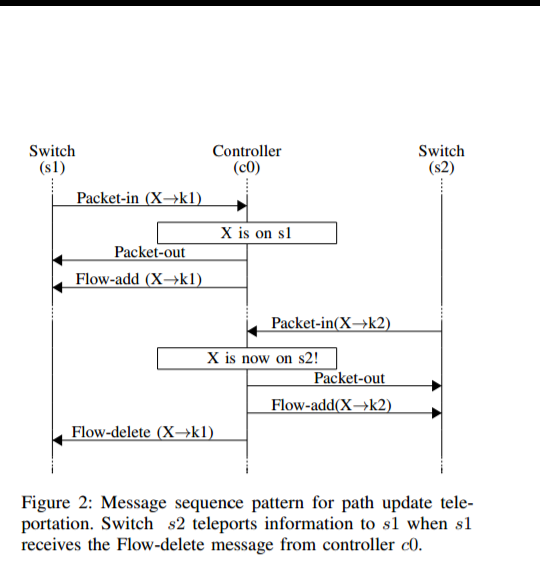 Switch Controller Switch
(s1) (c0) (s2)
Packet-in (X→k1)
X is on s1
Packet-out
Flow-add (X→k1)
Packet-in(X→k2)
X is now on s2!
Packet-out
Flow-add(X→k2)
Flow-delete (X→k1)
Figure 2: Message sequence pattern for path update tele-
portation. Switch s2 teleports information to s1 when s1
receives the Flow-delete message from controller c0.